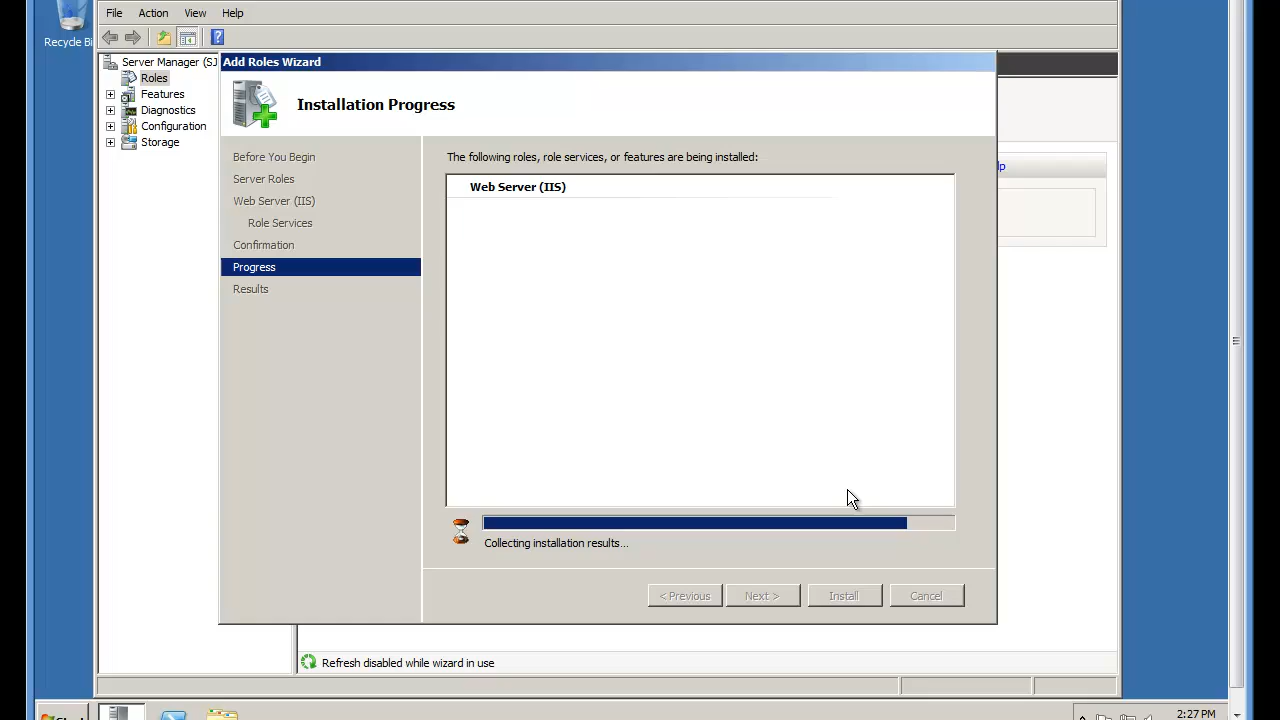 File Action View Help
Recycle Bi
Server Manager (SJ
Roles
Features
Diagnostics
Configuration
Storage
Add Roles Wizard
Installation Progress
Before You Begin
Server Roles
Web Server (IIS)
Role Services
Confirmation
Progress
Results
The following roles, role services, or features are being installed:
Web Server (IIS)
Collecting installation results...
< Previous Next > Install Cancel
lp
Refresh disabled while wizard in use
Start
2:27 PM